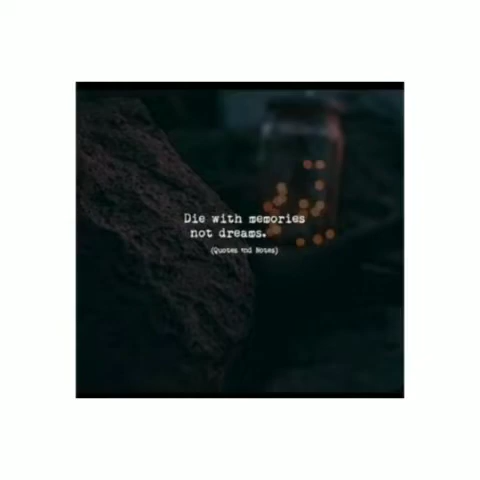 Die with memories
not dreams.
(Quotes and Notes)